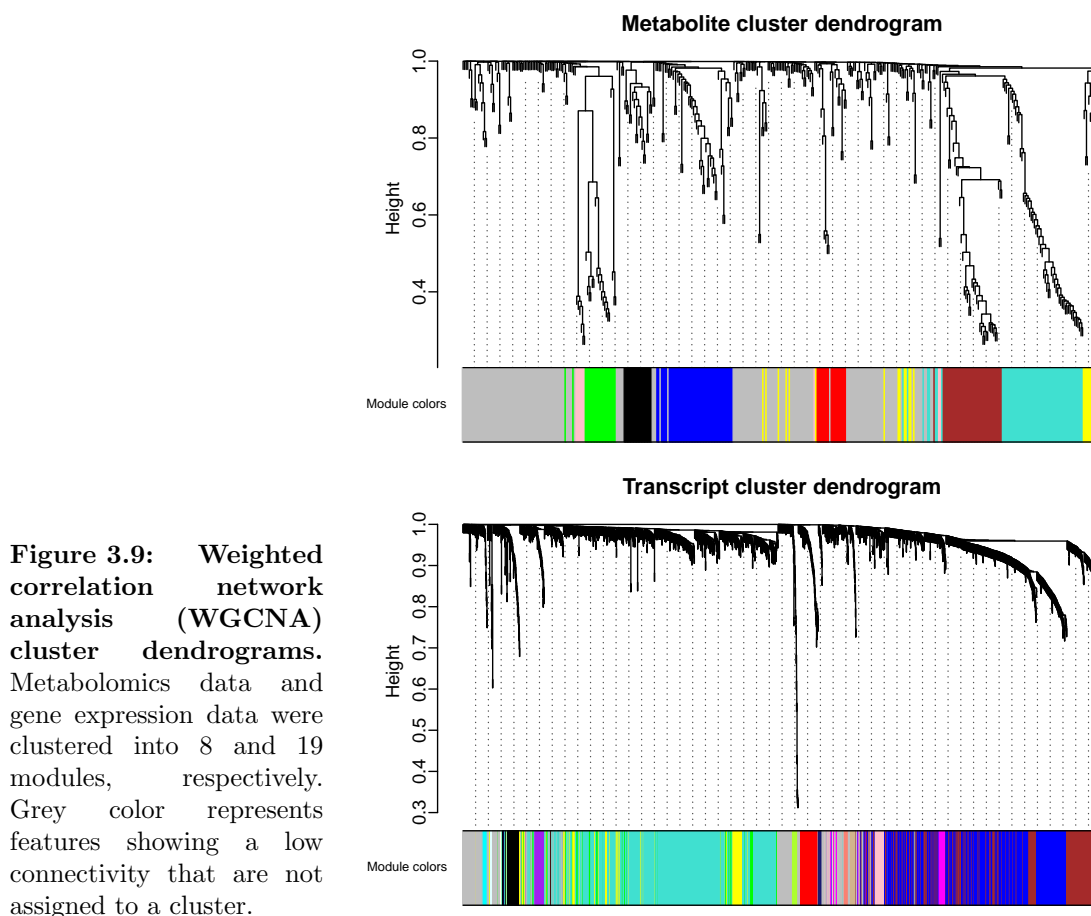 Metabolite cluster dendrogram
1.0
0.8
0.6
0.4
Height
Module colors
Transcript cluster dendrogram
1.0
0.9
0.8
0.7
0.6
0.5
0.4
0.3
Height
Module colors
Figure 3.9: Weighted
correlation network
analysis (WGCNA)
cluster dendrograms.
Metabolomics data and
gene expression data were
clustered into 8 and 19
modules, respectively.
Grey color represents
features showing a low
connectivity that are not
assigned to a cluster.